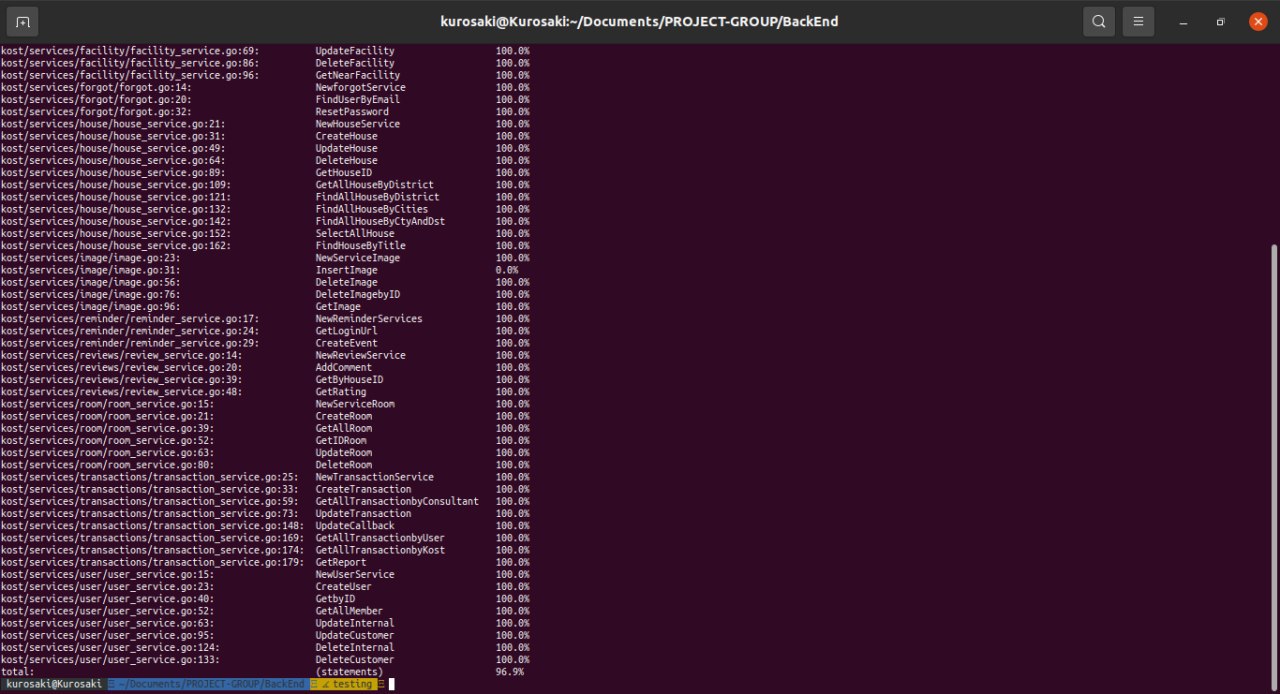 kurosaki@Kurosaki:~/Documents/PROJECT-GROUP/BackEnd
kost/services/facility/facility_service.go:69: UpdateFacility 100.0%
kost/services/facility/facility_service.go:86: DeleteFacility 100.0%
kost/services/facility/facility_service.go:96: GetNearFacility 100.0%
kost/services/forgot/forgot.go:14: NewforgotService 100.0%
kost/services/forgot/forgot.go:20: FindUserByEmail 100.0%
kost/services/forgot/forgot.go:32: ResetPassword 100.0%
kost/services/house/house_service.go:21: NewHouseService 100.0%
kost/services/house/house_service.go:31: CreateHouse 100.0%
kost/services/house/house_service.go:49: UpdateHouse 100.0%
kost/services/house/house_service.go:64: DeleteHouse 100.0%
kost/services/house/house_service.go:89: GetHouseID 100.0%
kost/services/house/house_service.go:109: GetAllHouseByDistrict 100.0%
kost/services/house/house_service.go:121: FindAllHouseByDistrict 100.0%
kost/services/house/house_service.go:132: FindAllHouseByCities 100.0%
kost/services/house/house_service.go:142: FindAllHouseByCtyAndDst 100.0%
kost/services/house/house_service.go:152: SelectAllHouse 100.0%
kost/services/house/house_service.go:162: FindHouseByTitle 100.0%
kost/services/image/image.go:23: NewServiceImage 100.0%
kost/services/image/image.go:31: InsertImage 0.0%
kost/services/image/image.go:56: DeleteImage 100.0%
kost/services/image/image.go:76: DeleteImagebyID 100.0%
kost/services/image/image.go:96: GetImage 100.0%
kost/services/reminder/reminder_service.go:17: NewReminderServices 100.0%
kost/services/reminder/reminder_service.go:24: GetLoginUrl 100.0%
kost/services/reminder/reminder_service.go:29: CreateEvent 100.0%
kost/services/reviews/review_service.go:14: NewReviewService 100.0%
kost/services/reviews/review_service.go:20: AddComment 100.0%
kost/services/reviews/review_service.go:39: GetByHouseID 100.0%
kost/services/reviews/review_service.go:48: GetRating 100.0%
kost/services/room/room_service.go:15: NewServiceRoom 100.0%
kost/services/room/room_service.go:21: CreateRoom 100.0%
kost/services/room/room_service.go:39: GetAllRoom 100.0%
kost/services/room/room_service.go:52: GetIDRoom 100.0%
kost/services/room/room_service.go:63: UpdateRoom 100.0%
kost/services/room/room_service.go:80: DeleteRoom 100.0%
kost/services/transactions/transaction_service.go:25: NewTransactionService 100.0%
kost/services/transactions/transaction_service.go:33: CreateTransaction 100.0%
kost/services/transactions/transaction_service.go:59: GetAllTransactionbyConsultant 100.0%
kost/services/transactions/transaction_service.go:73: UpdateTransaction 100.0%
kost/services/transactions/transaction_service.go:148: UpdateCallback 100.0%
kost/services/transactions/transaction_service.go:169: GetAllTransactionbyUser 100.0%
kost/services/transactions/transaction_service.go:174: GetAllTransactionbyKost 100.0%
kost/services/transactions/transaction_service.go:179: GetReport 100.0%
kost/services/user/user_service.go:15: NewUserService 100.0%
kost/services/user/user_service.go:23: CreateUser 100.0%
kost/services/user/user_service.go:40: GetbyID 100.0%
kost/services/user/user_service.go:52: GetAllMember 100.0%
kost/services/user/user_service.go:63: UpdateInternal 100.0%
kost/services/user/user_service.go:95: UpdateCustomer 100.0%
kost/services/user/user_service.go:124: DeleteInternal 100.0%
kost/services/user/user_service.go:133: DeleteCustomer 100.0%
total: (statements) 96.9%
kurosaki@Kurosaki ~/Documents/PROJECT-GROUP/BackEnd testing